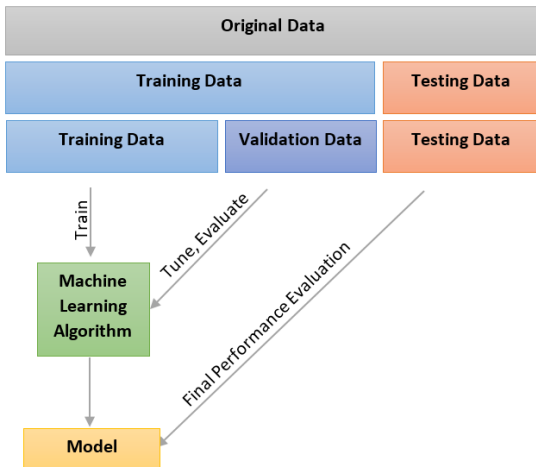 Original Data
Training Data
Testing Data
Training Data
Validation Data
Testing Data
Train
Tune, Evaluate
Final Performance Evaluation
Machine
Learning
Algorithm
Model